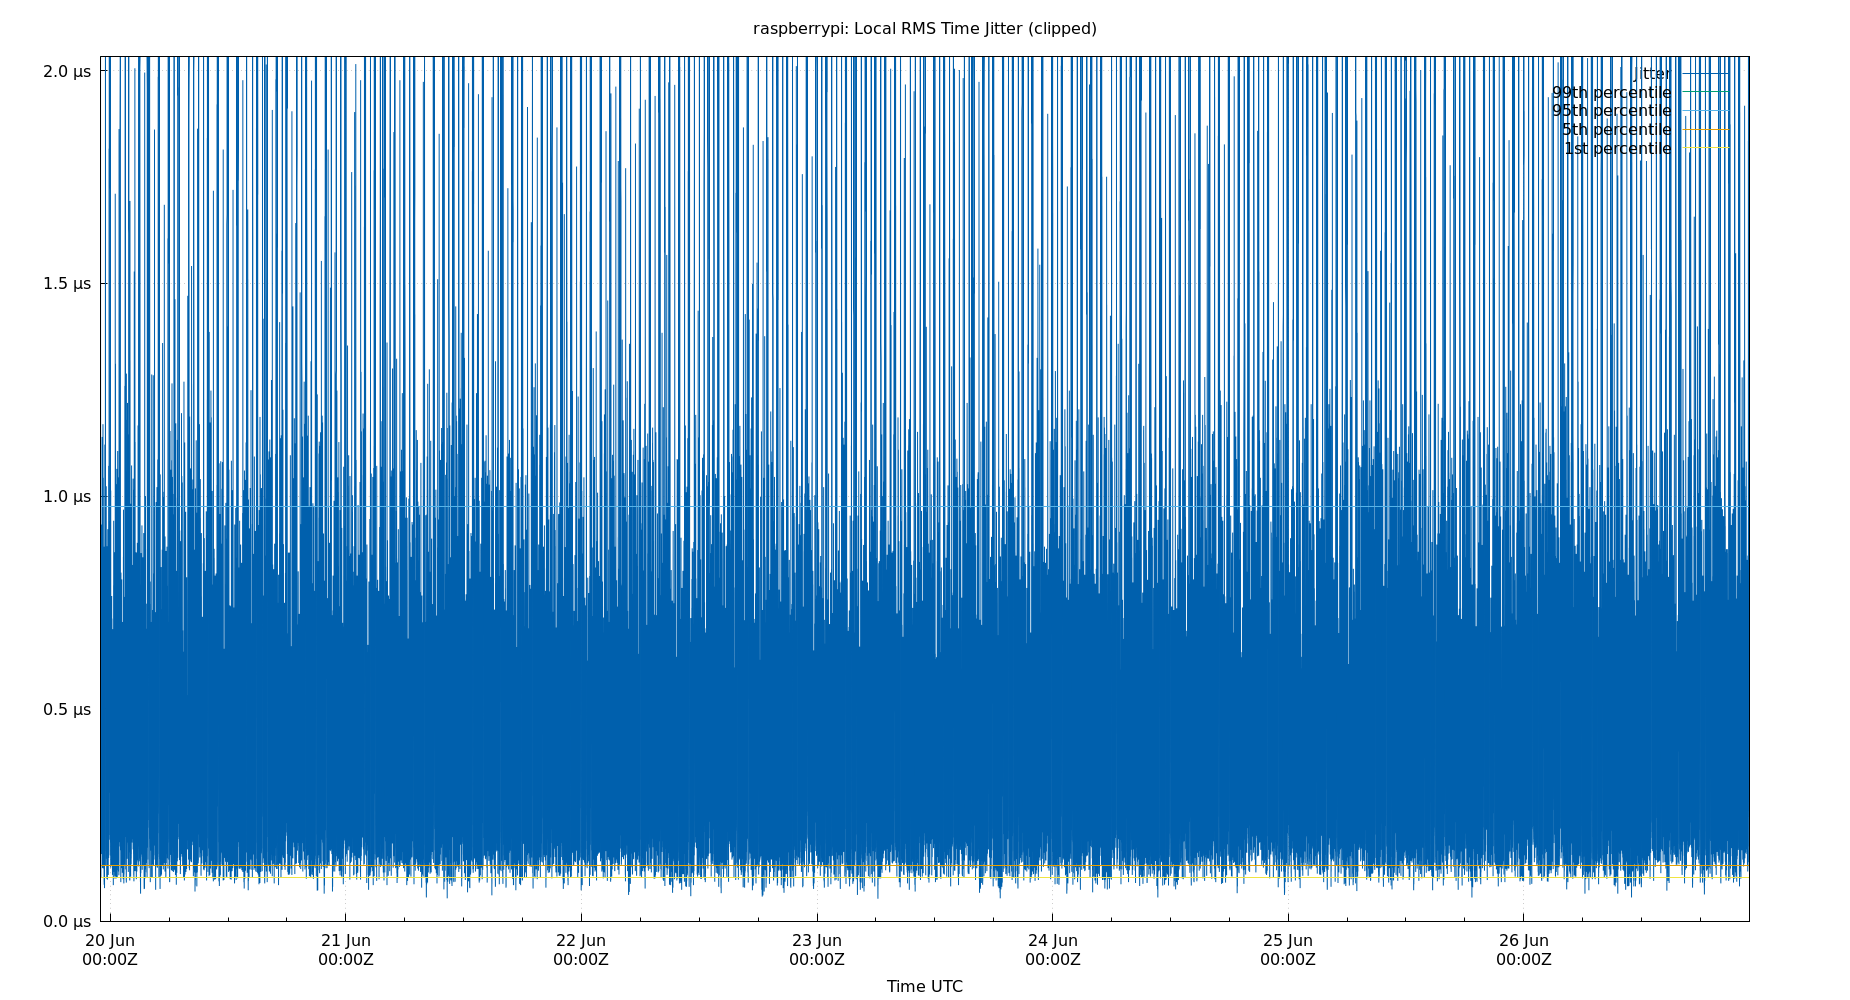 raspberrypi: Local RMS Time Jitter (clipped)
2.0 µs
1.5 µs
1.0 µs
0.5 µs
0.0 µs
jitter
99th percentile
95th percentile
5th percentile
1st percentile
20 Jun 21 Jun 22 Jun 23 Jun 24 Jun 25 Jun 26 Jun
00:00Z 00:00Z 00:00Z 00:00Z 00:00Z 00:00Z 00:00Z
Time UTC